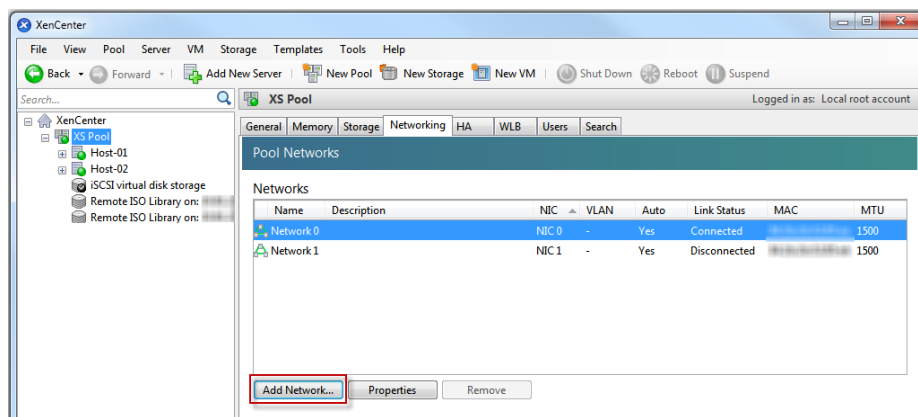 XenCenter
File View Pool Server VM Storage Templates Tools Help
Back Forward Add New Server New Pool New Storage New VM Shut Down Reboot Suspend
Search...
XS Pool Logged in as: Local root account
XenCenter
XS Pool
Host-01
Host-02
iSCSI virtual disk storage
Remote ISO Library on:
Remote ISO Library on:
General Memory Storage Networking HA WLB Users Search
Pool Networks
Networks
Name Description NIC VLAN Auto Link Status MAC MTU
Network 0 NIC 0 - Yes Connected 1500
Network 1 NIC 1 - Yes Disconnected 1500
Add Network... Properties Remove